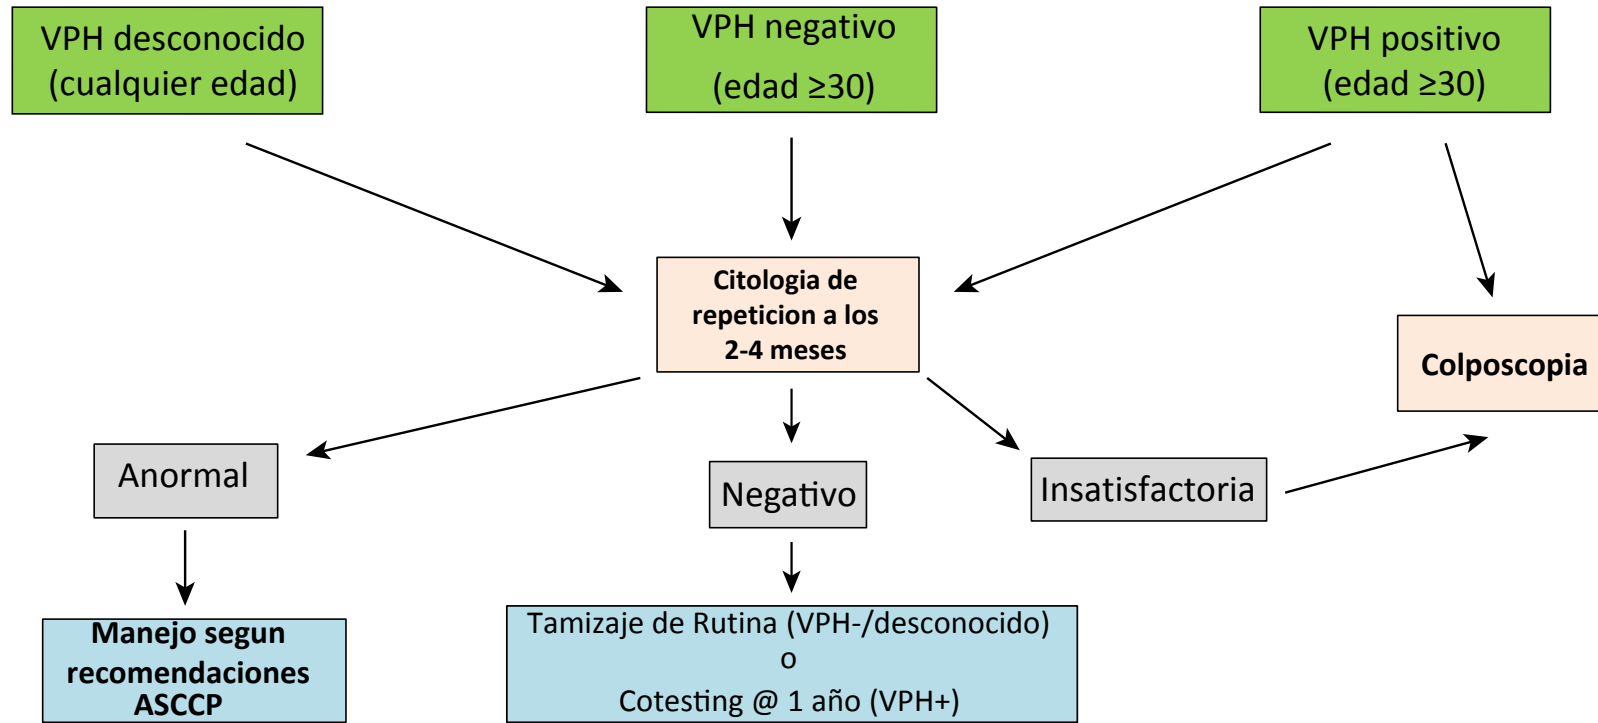 VPH desconocido
(cualquier edad)
VPH negativo
(edad ≥30)
VPH positivo
(edad ≥30)
Citologia de
repeticion a los
2-4 meses
Colposcopia
Anormal
Negativo
Insatisfactoria
Manejo segun
recomendaciones
ASCCP
Tamizaje de Rutina (VPH-/desconocido)
o
Cotesting @ 1 año (VPH+)